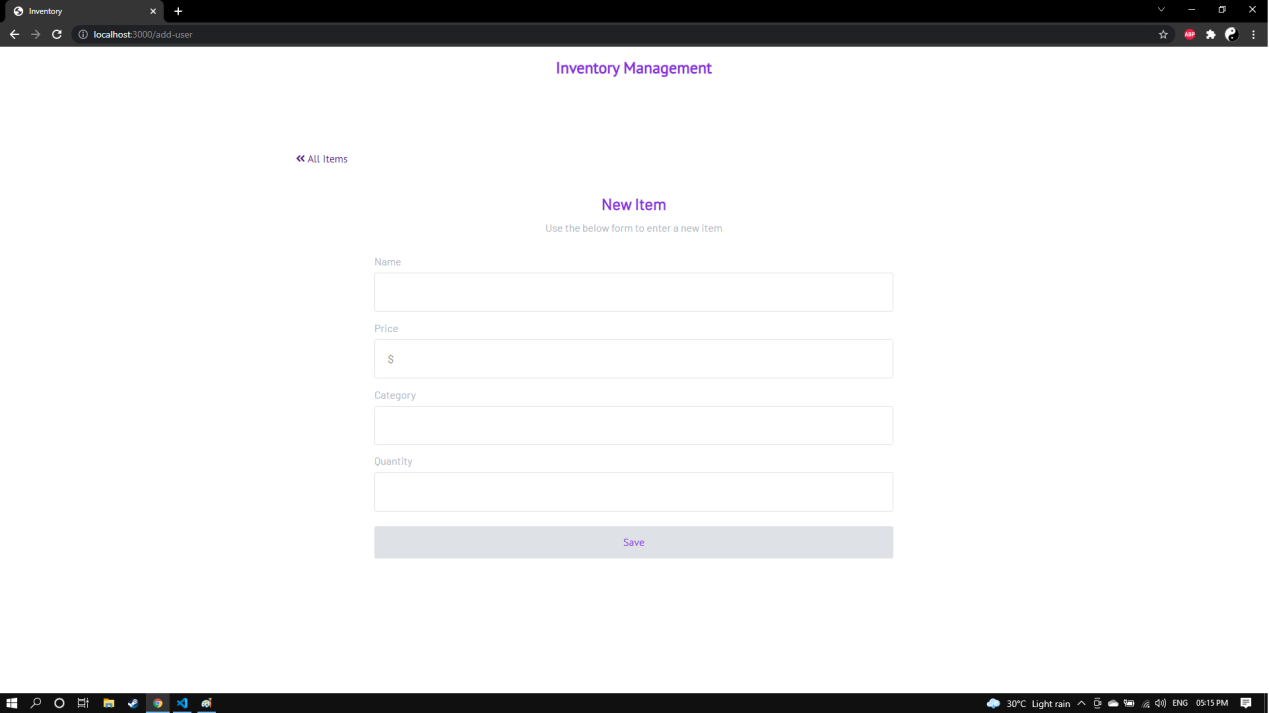 Inventory
localhost:3000/add-user
ABP
Inventory Management
All Items
New Item
Use the below form to enter a new item
Name
Price
$
Category
Quantity
Save
30°C Light rain
ENG
05:15 PM